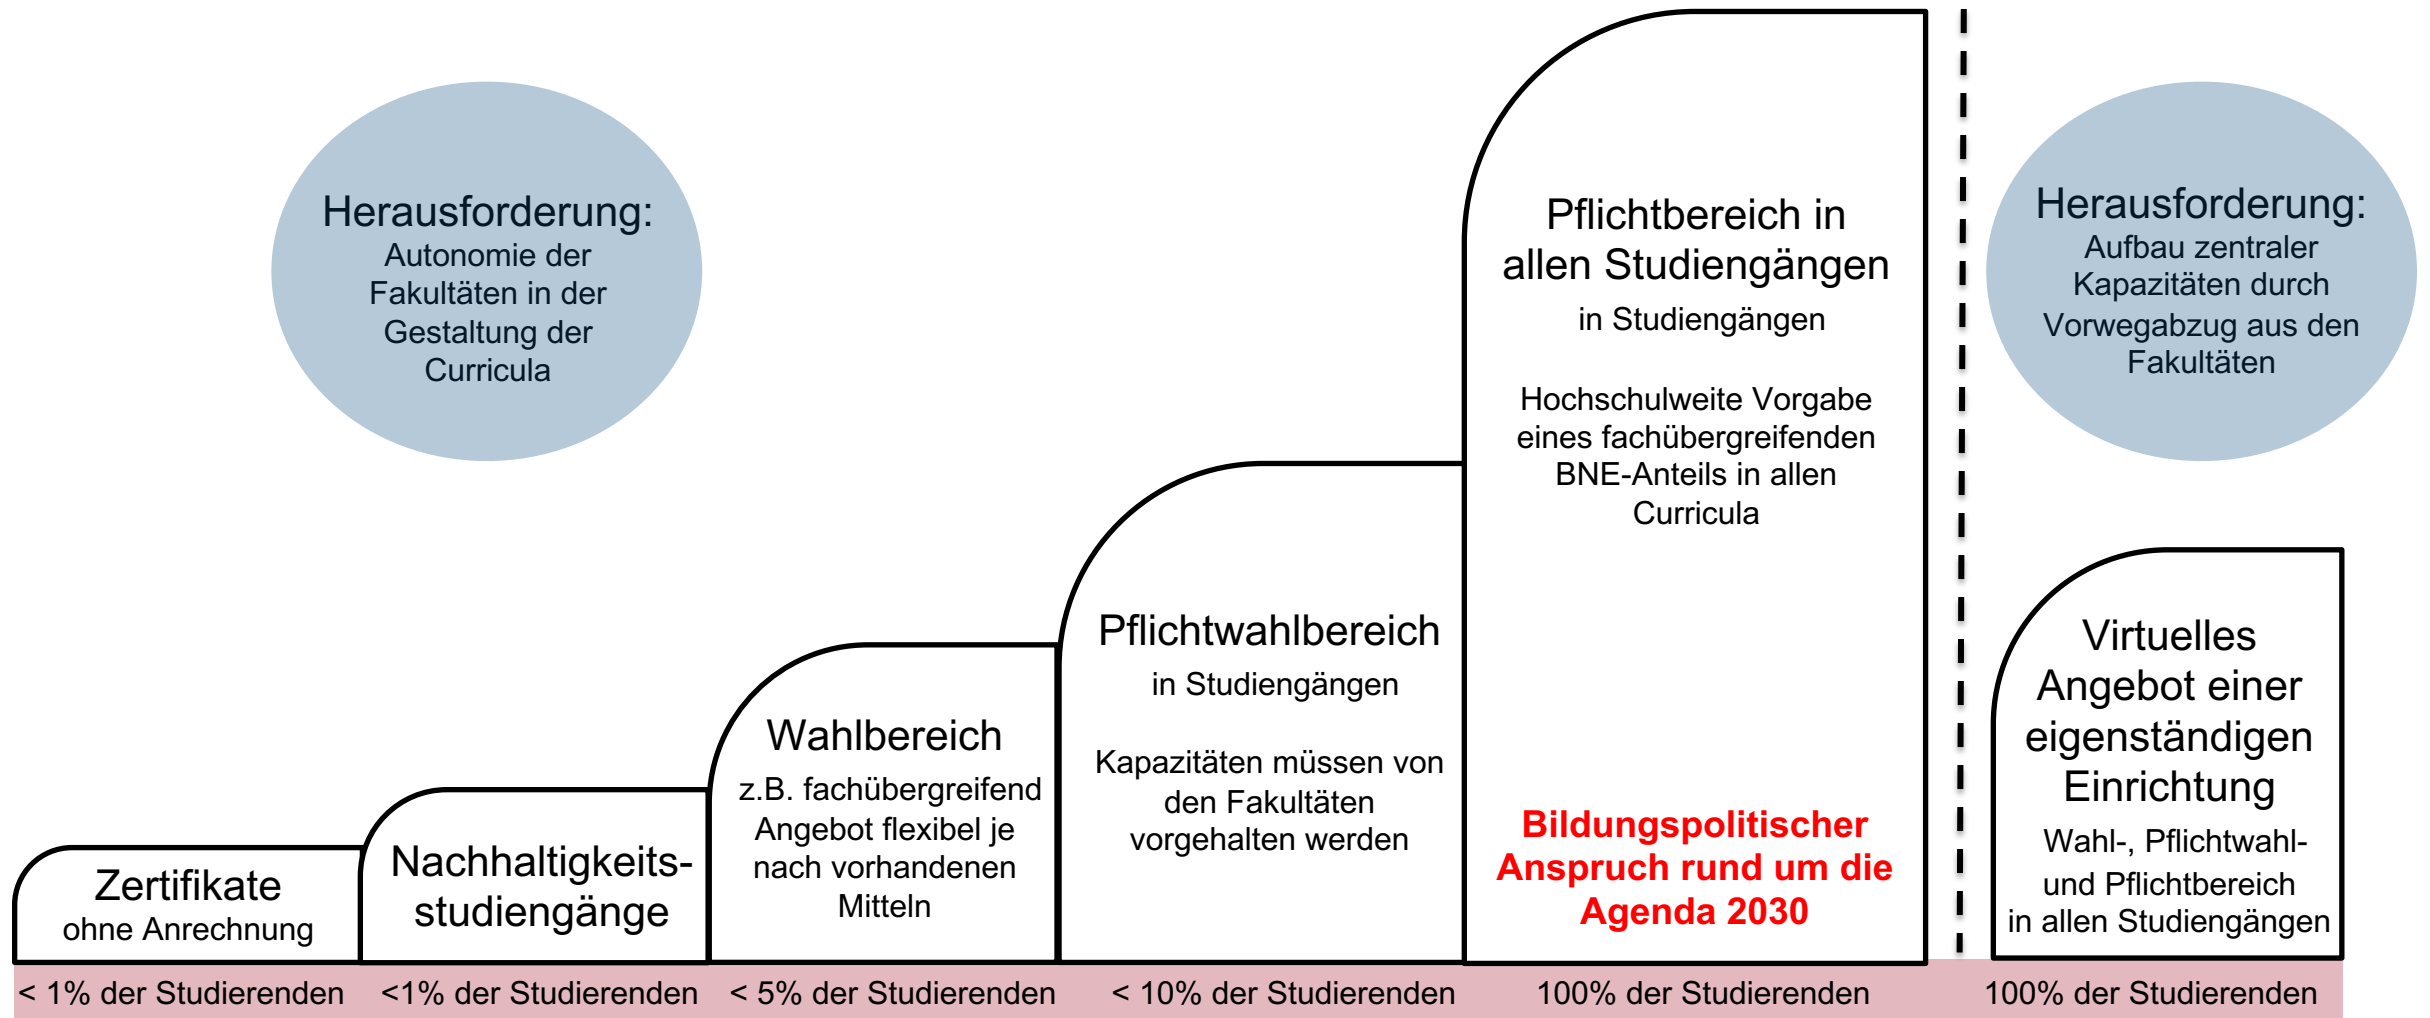 Herausforderung:
Autonomie der
Fakultäten in der
Gestaltung der
Curricula
Zertifikate
ohne Anrechnung
Nachhaltigkeits-
studiengänge
Wahlbereich
z.B. fachübergreifend
Angebot flexibel je
nach vorhandenen
Mitteln
Pflichtwahlbereich
in Studiengängen
Kapazitäten müssen von
den Fakultäten
vorgehalten werden
Pflichtbereich in
allen Studiengängen
in Studiengängen
Hochschulweite Vorgabe
eines fachübergreifenden
BNE-Anteils in allen
Curricula
Bildungspolitischer
Anspruch rund um die
Agenda 2030
Herausforderung:
Aufbau zentraler
Kapazitäten durch
Vorwegabzug aus den
Fakultäten
Virtuelles
Angebot einer
eigenständigen
Einrichtung
Wahl-, Pflichtwahl-
und Pflichtbereich
in allen Studiengängen
< 1% der Studierenden
<1% der Studierenden
< 5% der Studierenden
< 10% der Studierenden
100% der Studierenden
100% der Studierenden